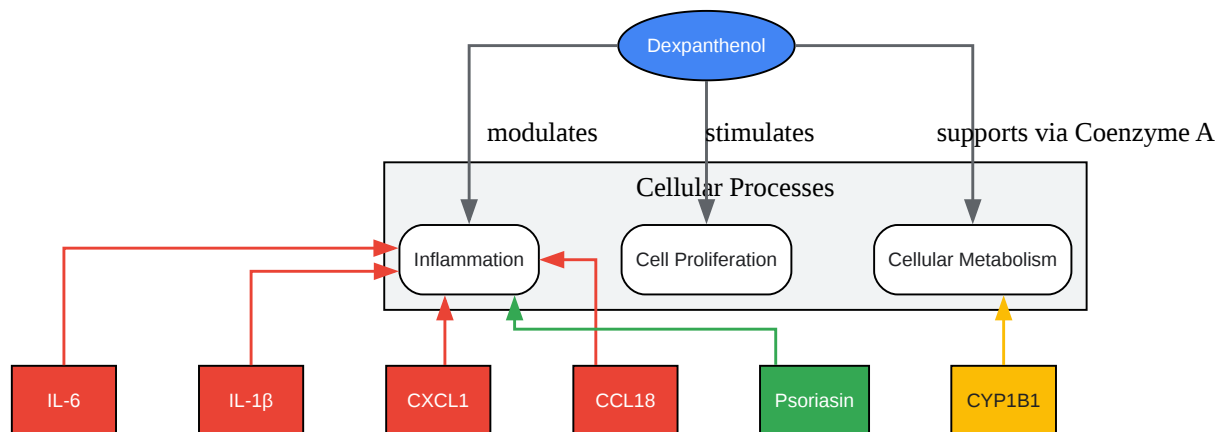 Dexpanthenol
modulates
stimulates
supports via Coenzyme A
Cellular Processes
Inflammation
Cell Proliferation
Cellular Metabolism
IL-6
IL-1β
CXCL1
CCL18
Psoriasin
CYP1B1